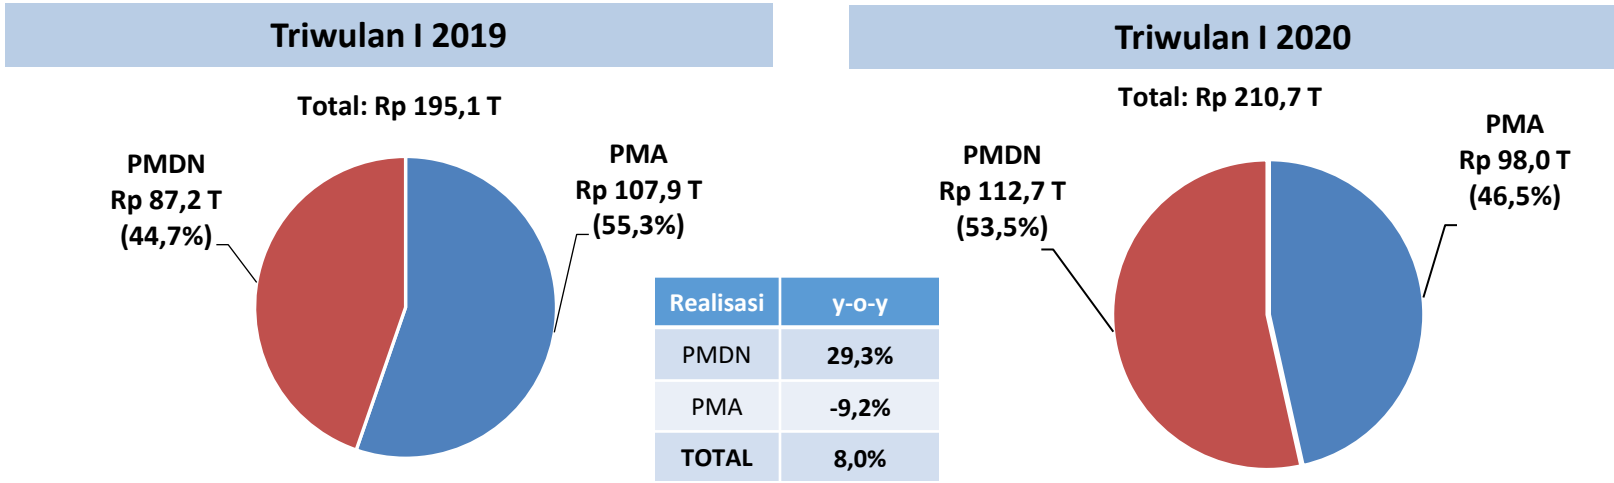 Triwulan I 2019
Total: Rp 195,1 T
PMDN
Rp 87,2 T
(44,7%)
PMA
Rp 107,9 T
(55,3%)
Realisasi y-o-y
PMDN 29,3%
PMA -9,2%
TOTAL 8,0%
Triwulan I 2020
Total: Rp 210,7 T
PMDN
Rp 112,7 T
(53,5%)
PMA
Rp 98,0 T
(46,5%)